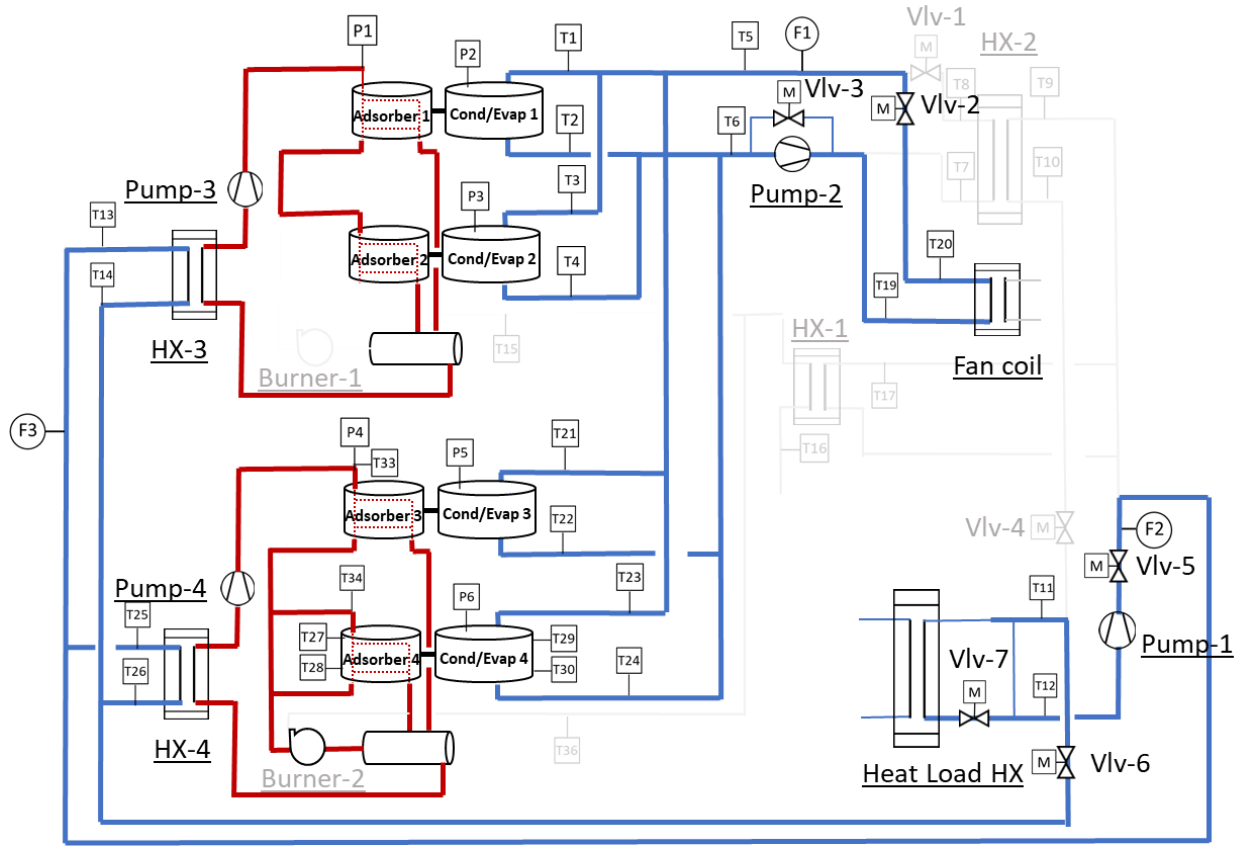 Vlv-1
P1
T1
T5
F1
M
HX-2
P2
Vlv-3
M
T8
T9
Adsorber 1
Cond/Evap 1
T2
T6
M
Vlv-2
T3
Pump-2
T7
T10
Pump-3
P3
T13
T14
Adsorber 2
Cond/Evap 2
T4
T20
T19
HX-3
T15
HX-1
Burner-1
Fan coil
T17
F3
P4
T33
P5
T21
T16
Adsorber 3
Cond/Evap 3
T22
Vlv-4
M
F2
M
Vlv-5
Pump-4
T34
P6
T23
T11
T25
T27
T28
Adsorber 4
Cond/Evap 4
T29
T30
T24
Pump-1
T26
Vlv-7
M
T12
HX-4
T36
Burner-2
Heat Load HX
M
Vlv-6